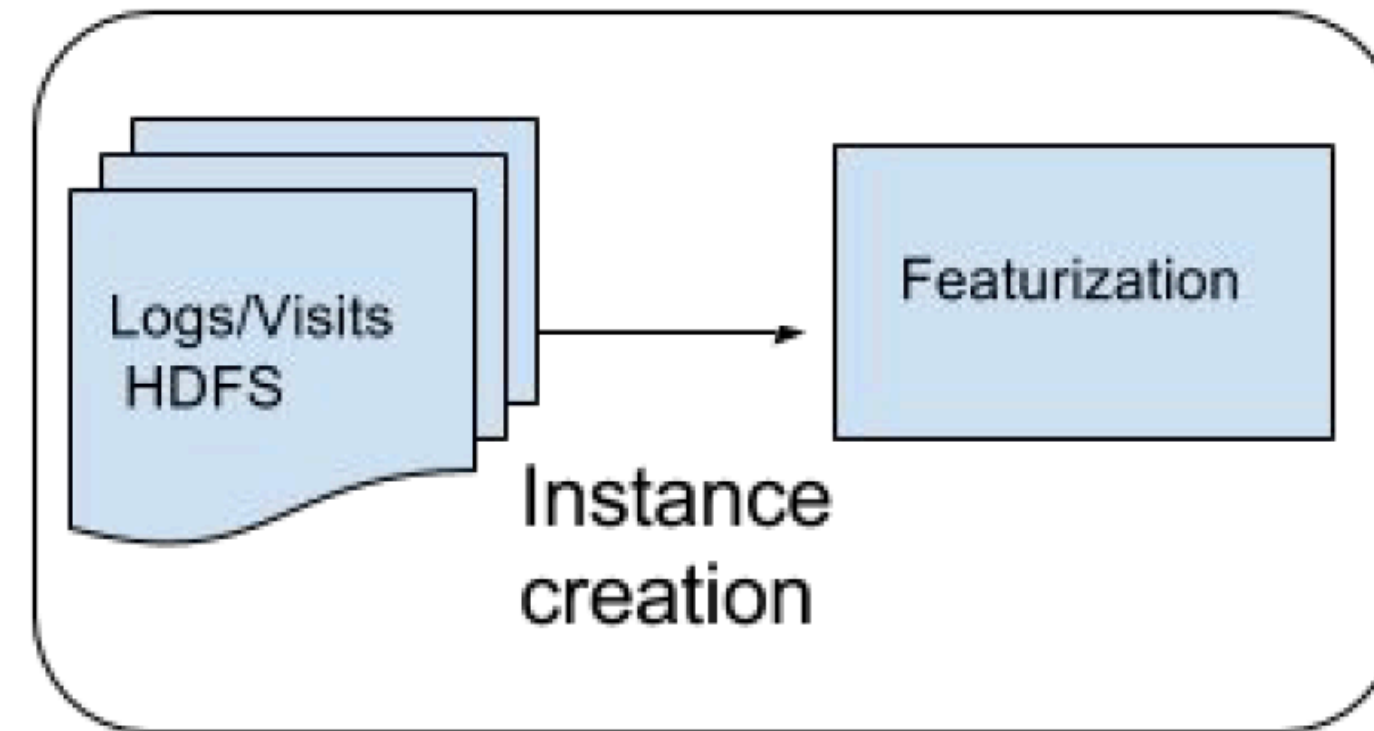 Logs/Visits
HDFS
Featurization
Instance
creation